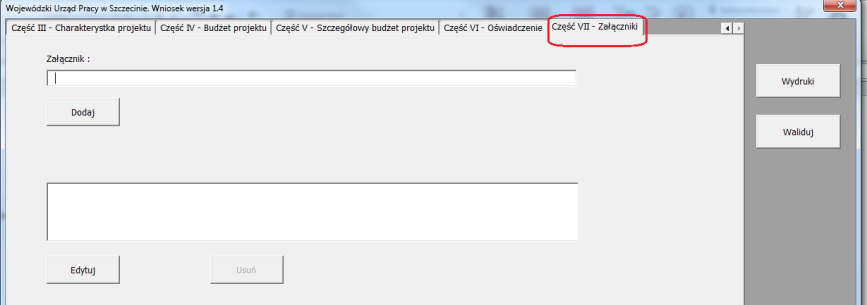 Wojewódzki Urząd Pracy w Szczecinie. Wniosek wersja 1.4
Część III - Charakterystka projektu Część IV - Budżet projektu Część V - Szczegółowy budżet projektu Część VI - Oświadczenie Część VII - Załączniki
Załącznik :
Wydruki
Dodaj
Waliduj
Edytuj Usuń